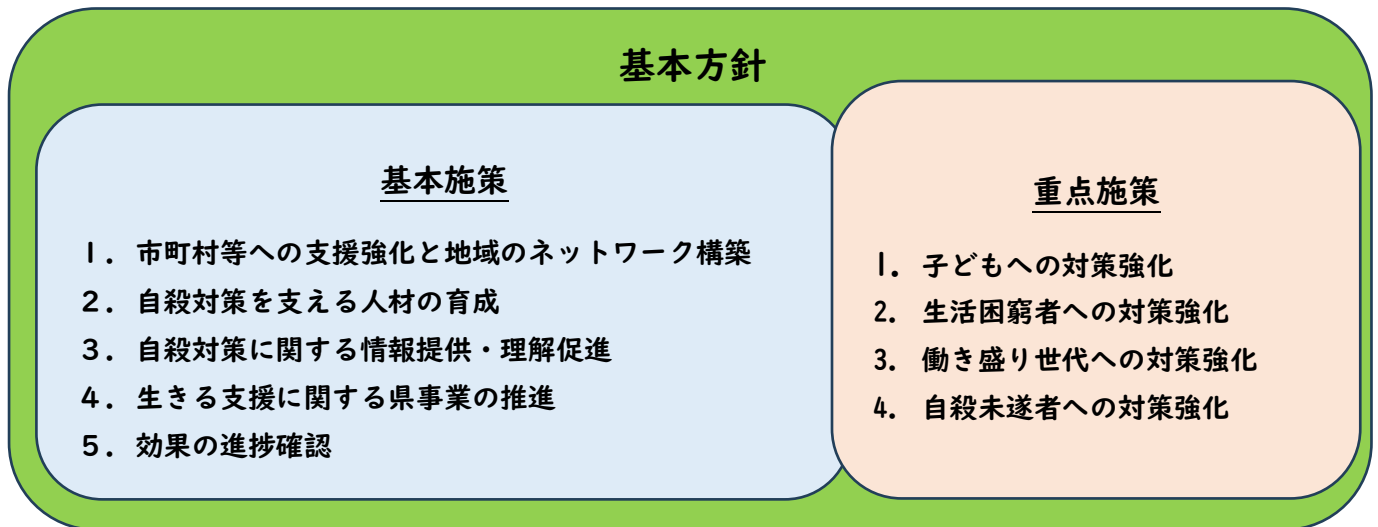 基本方針
基本施策
１．市町村等への支援強化と地域のネットワーク構築
２．自殺対策を支える人材の育成
３．自殺対策に関する情報提供・理解促進
４．生きる支援に関する県事業の推進
５．効果の進捗確認
重点施策
1. 子どもへの対策強化
2. 生活困窮者への対策強化
3. 働き盛り世代への対策強化
4. 自殺未遂者への対策強化